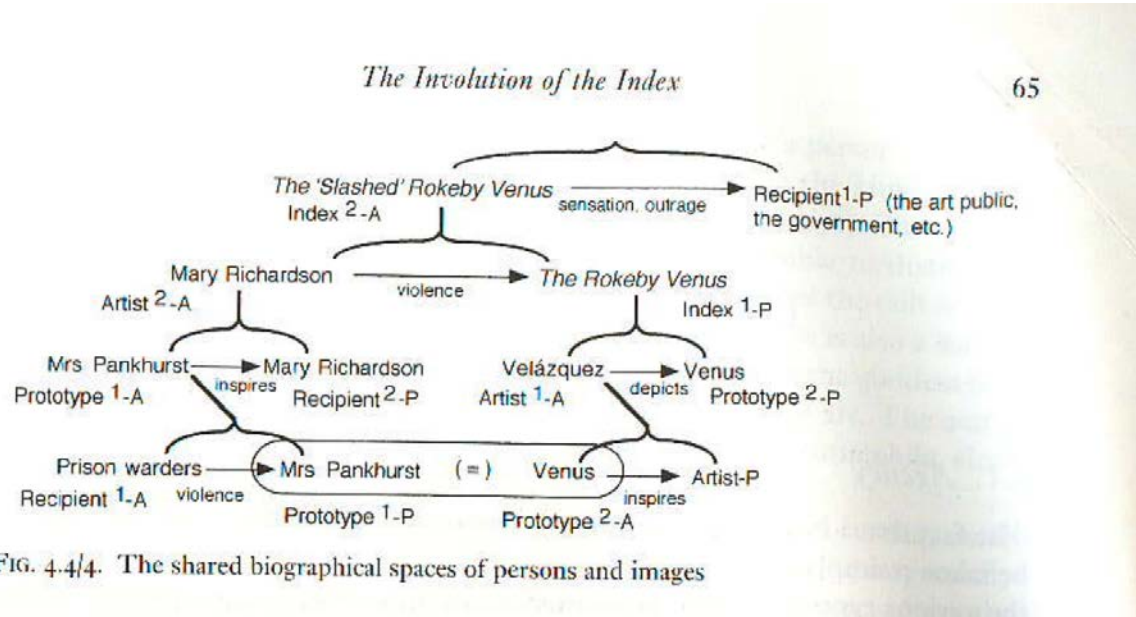 The Involution of the Index 65
The 'Slashed' Rokeby Venus
Index 2-A
sensation, outrage
Recipient 1-P (the art public,
the government, etc.)
Mary Richardson
Artist 2-A
violence
The Rokeby Venus
Index 1-P
Mrs Pankhurst
Prototype 1-A
inspires
Mary Richardson
Recipient 2-P
Velázquez
Artist 1-A
depicts
Venus
Prototype 2-P
Prison warders
Recipient 1-A
violence
Mrs Pankhurst (=) Venus
Prototype 1-P
Prototype 2-A
inspires
Artist-P
FIG. 4.4/4. The shared biographical spaces of persons and images